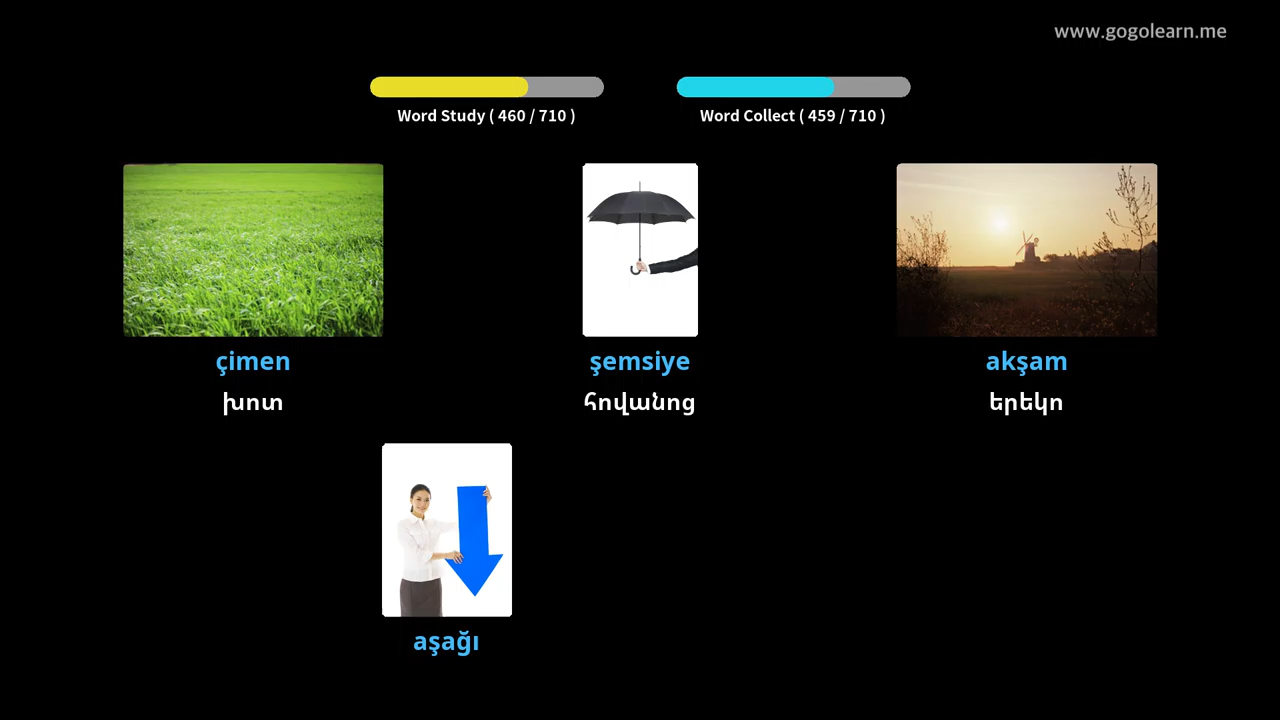 www.gogolearn.me
Word Study ( 460 / 710 )
Word Collect ( 459 / 710 )
çimen
şemsiye
akşam
խոտ
հովանոց
երեկո
aşağı